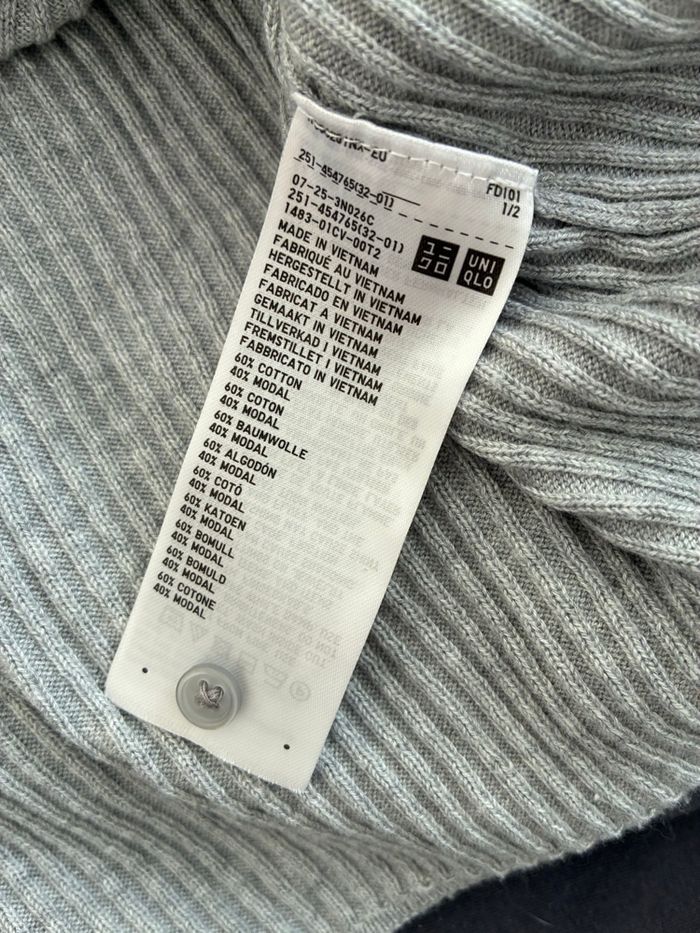 251-454765(32-01)
FD101
1/2
07-25-3N026C
251-454765(32-01)
1483-01CV-00T2
ユニ
クロ
UNI
QLO
MADE IN VIETNAM
FABRIQUÉ AU VIETNAM
HERGESTELLT IN VIETNAM
FABRICADO EN VIETNAM
FABRICAT A VIETNAM
GEMAAKT IN VIETNAM
TILLVERKAD I VIETNAM
FREMSTILLET I VIETNAM
FABBRICATO IN VIETNAM
60% COTTON
40% MODAL
60% COTON
40% MODAL
60% BAUMWOLLE
40% MODAL
60% ALGODÓN
40% MODAL
60% COTÓ
40% MODAL
60% KATOEN
40% MODAL
60% BOMULL
40% MODAL
60% BOMULD
40% MODAL
60% COTONE
40% MODAL